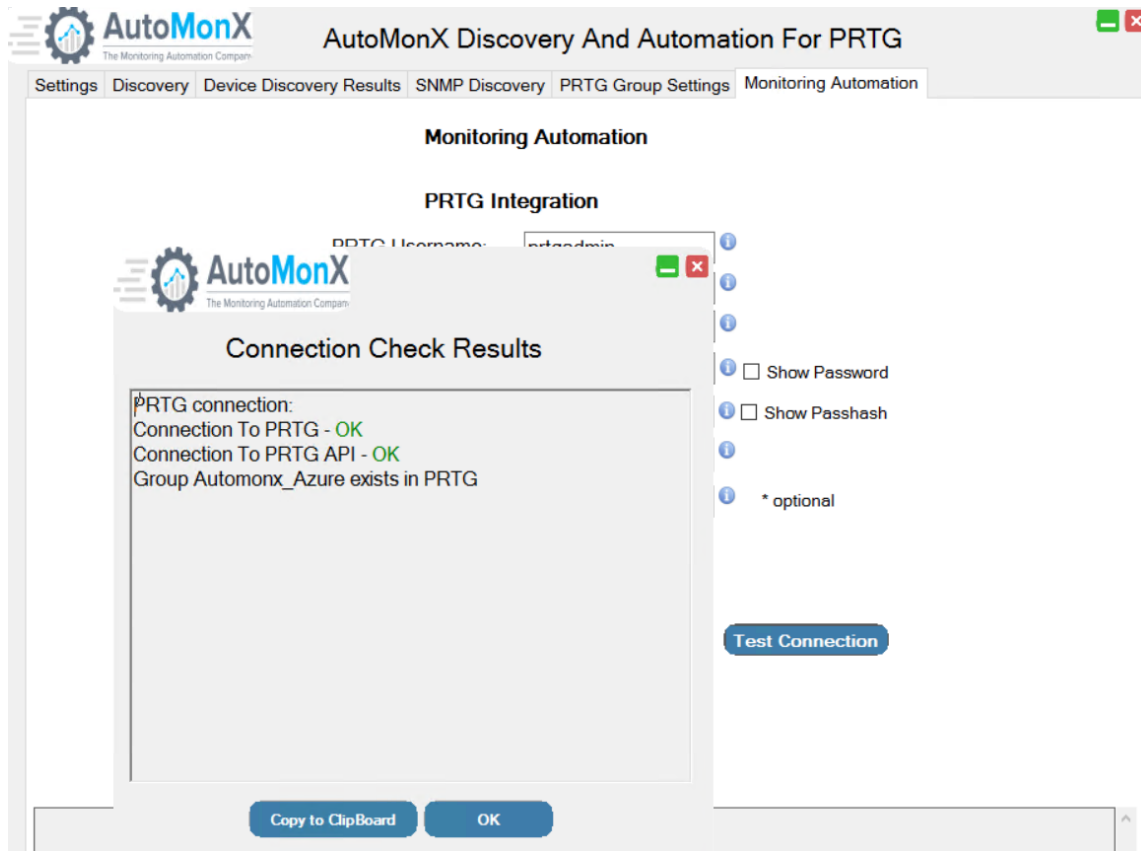 AutoMonX
The Monitoring Automation Company
AutoMonX Discovery And Automation For PRTG
Settings Discovery Device Discovery Results SNMP Discovery PRTG Group Settings Monitoring Automation
Monitoring Automation
PRTG Integration
PRTG Username: prtgadmin
Show Password
Show Passhash
* optional
Test Connection
AutoMonX
The Monitoring Automation Company
Connection Check Results
PRTG connection:
Connection To PRTG - OK
Connection To PRTG API - OK
Group Automonx_Azure exists in PRTG
Copy to ClipBoard OK